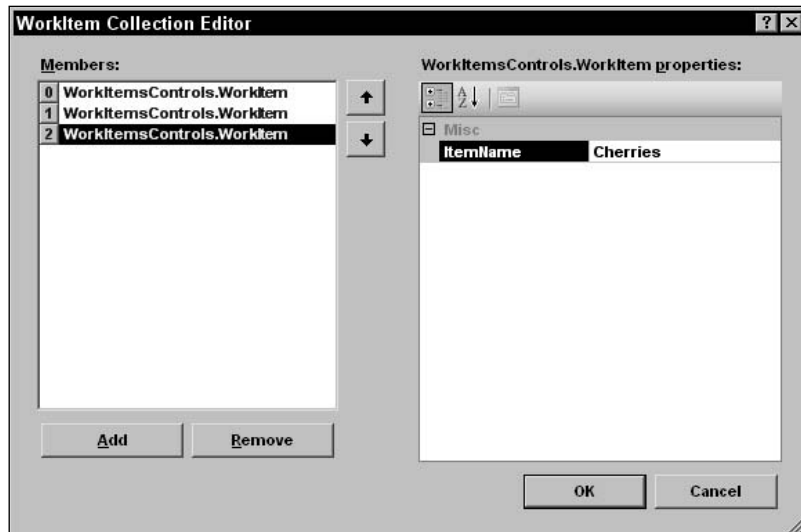 WorkItem Collection Editor
? X
Members:
0 WorkItemsControls.WorkItem
1 WorkItemsControls.WorkItem
2 WorkItemsControls.WorkItem
Add Remove
WorkItemsControls.WorkItem properties:
A Z
Misc
ItemName Cherries
OK Cancel